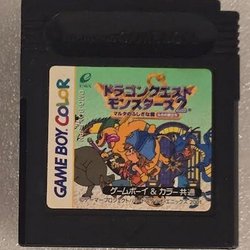 GAME BOY COLOR
ENIX
ドラゴンクエスト
モンスターズ2
マルタのふしぎな鍵
ゲームボーイ&カラー共通